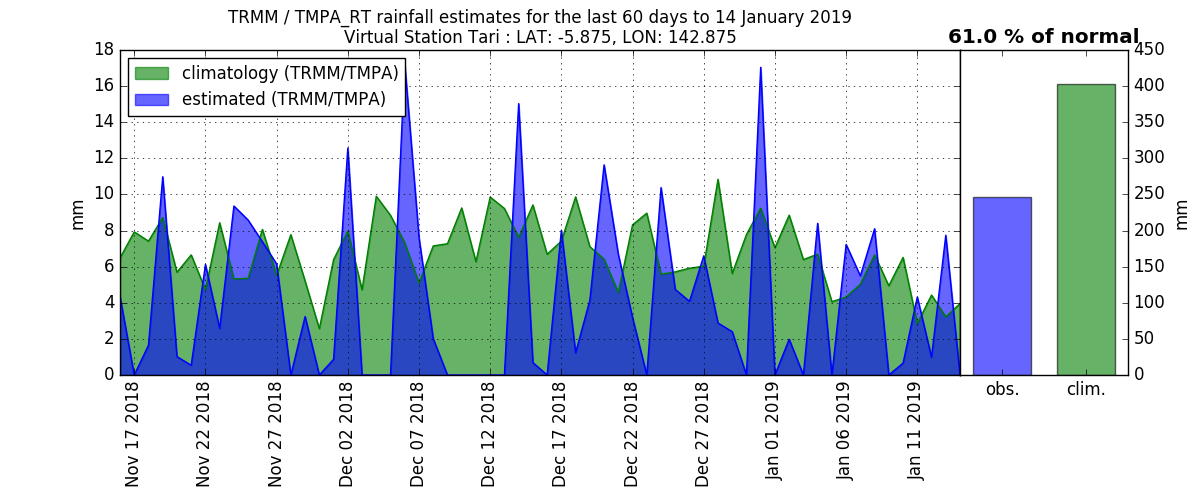 TRMM / TMPA_RT rainfall estimates for the last 60 days to 14 January 2019
Virtual Station Tari : LAT: -5.875, LON: 142.875
61.0 % of normal
climatology (TRMM/TMPA)
estimated (TRMM/TMPA)
mm
18
16
14
12
10
8
6
4
2
0
Nov 17 2018
Nov 22 2018
Nov 27 2018
Dec 02 2018
Dec 07 2018
Dec 12 2018
Dec 17 2018
Dec 22 2018
Dec 27 2018
Jan 01 2019
Jan 06 2019
Jan 11 2019
obs.
clim.
450
400
350
300
250
200
150
100
50
0
mm